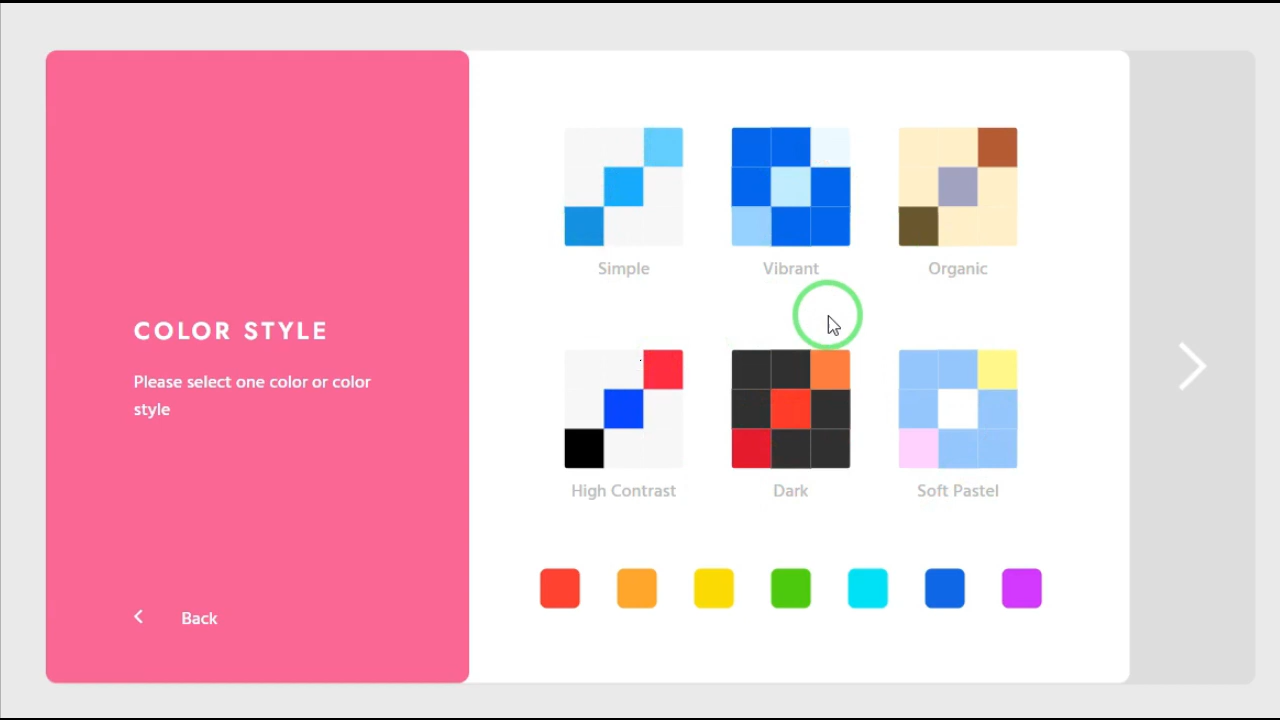 COLOR STYLE
Please select one color or color
style
Back
Simple
Vibrant
Organic
High Contrast
Dark
Soft Pastel